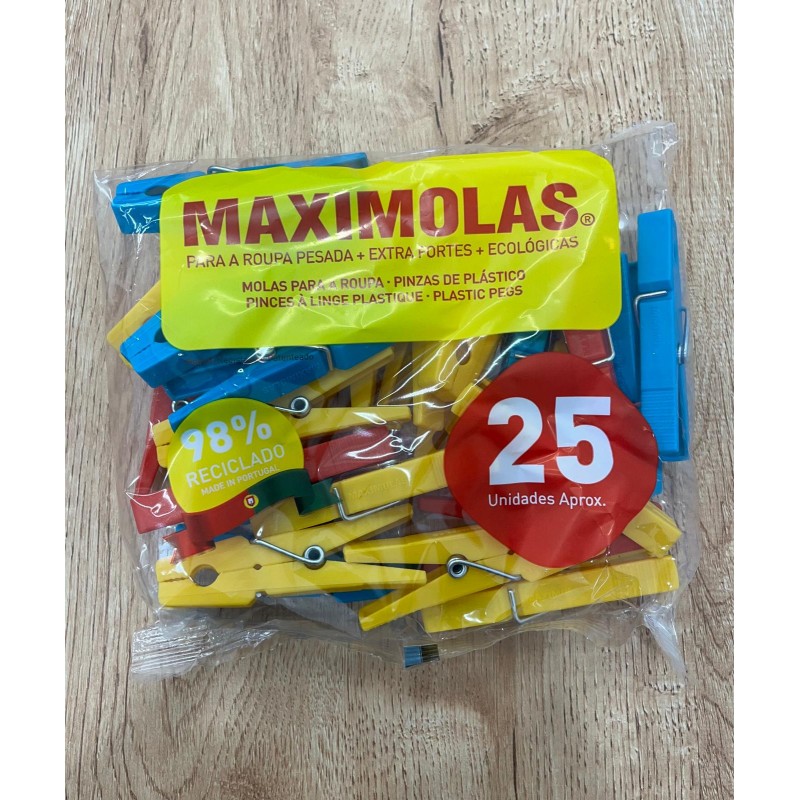 MAXIMOLAS®
PARA A ROUPA PESADA + EXTRA FORTES + ECOLÓGICAS
MOLAS PARA A ROUPA · PINZAS DE PLÁSTICO
PINCES À LINGE PLASTIQUE · PLASTIC PEGS
98%
RECICLADO
MADE IN PORTUGAL
25
Unidades Aprox.